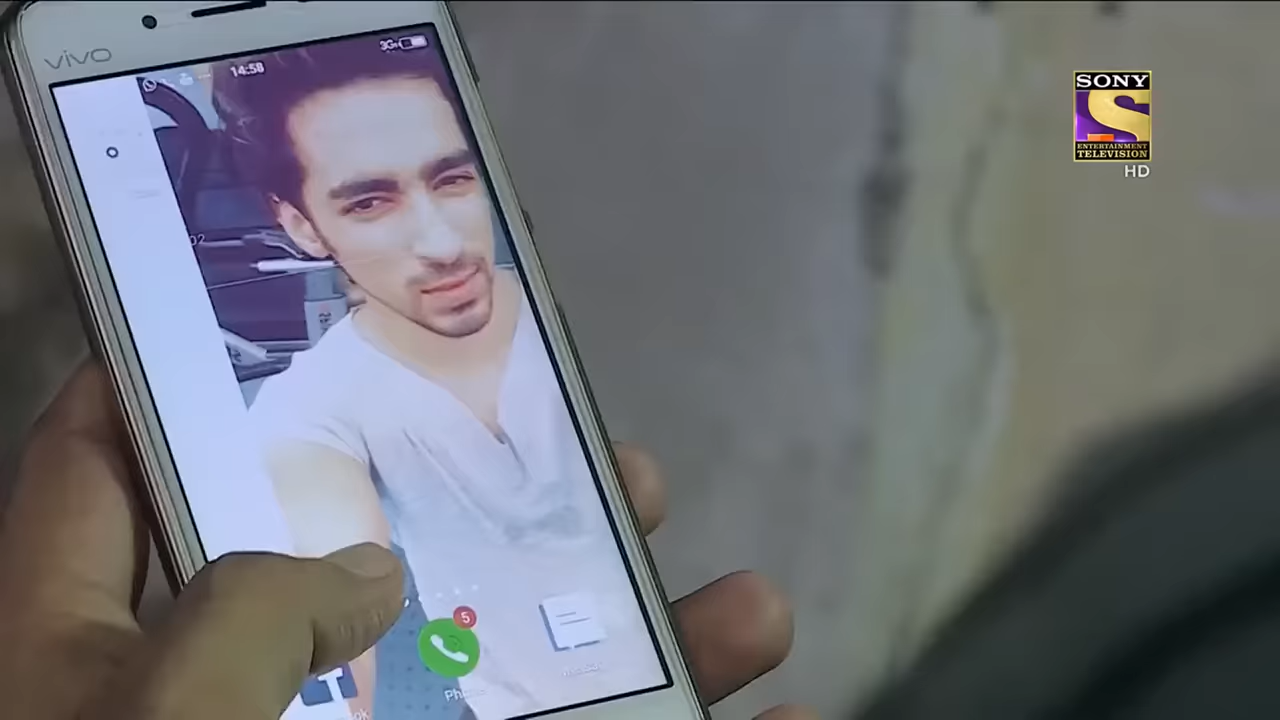 vivo
14:58
3G
5
Phone
SONY
S
ENTERTAINMENT
TELEVISION
HD